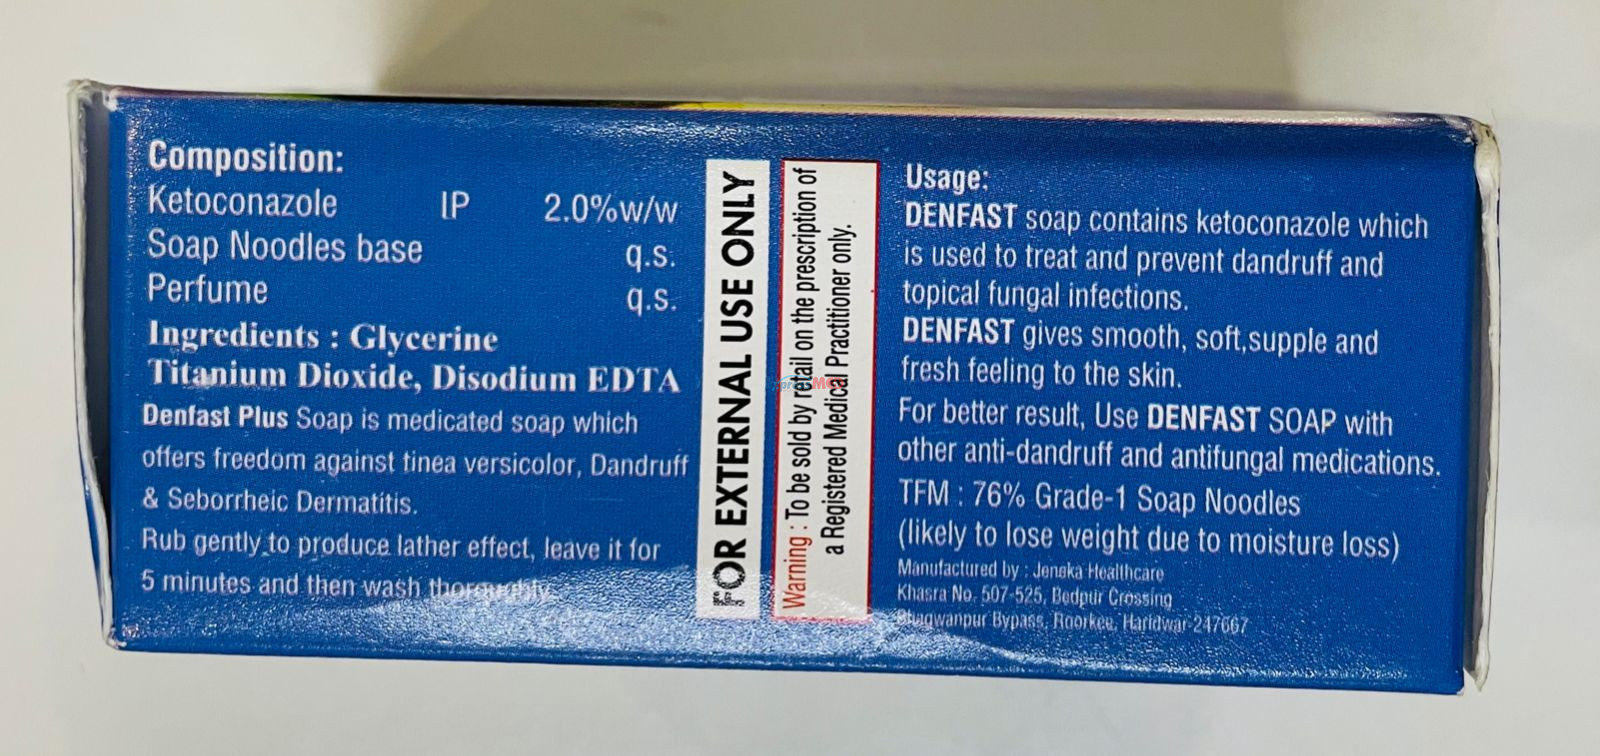 Composition:
Ketoconazole IP 2.0%w/w
Soap Noodles base q.s.
Perfume q.s.
Ingredients : Glycerine
Titanium Dioxide, Disodium EDTA
Denfast Plus Soap is medicated soap which
offers freedom against tinea versicolor, Dandruff
& Seborrheic Dermatitis.
Rub gently to produce lather effect, leave it for
5 minutes and then wash thoroughly.
FOR EXTERNAL USE ONLY
Warning : To be sold by retail on the prescription of
a Registered Medical Practitioner only.
Usage:
DENFAST soap contains ketoconazole which
is used to treat and prevent dandruff and
topical fungal infections.
DENFAST gives smooth, soft,supple and
fresh feeling to the skin.
For better result, Use DENFAST SOAP with
other anti-dandruff and antifungal medications.
TFM : 76% Grade-1 Soap Noodles
(likely to lose weight due to moisture loss)
Manufactured by : Jenaka Healthcare
Khasra No. 507-525, Bedpur Crossing
Bhagwanpur Bypass, Roorkee, Haridwar-247667